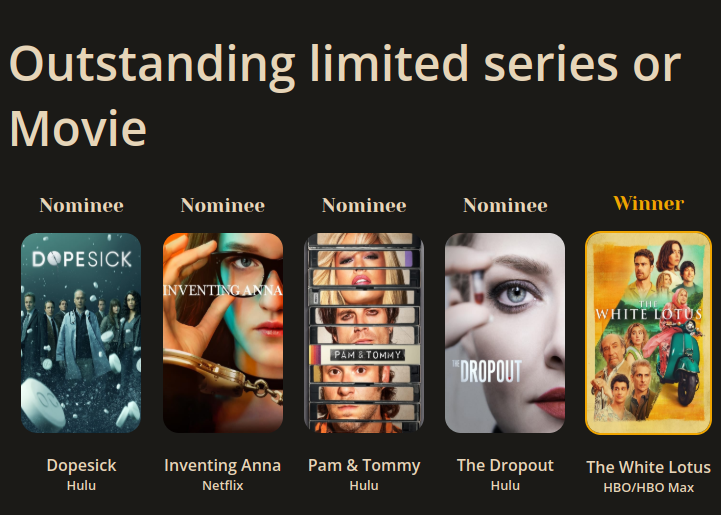 Outstanding limited series or
Movie
Nominee
Nominee
Nominee
Nominee
Winner
DOPESICK
INVENTING ANNA
PAM & TOMMY
THE DROPOUT
THE
WHITE LOTUS
Dopesick
Hulu
Inventing Anna
Netflix
Pam & Tommy
Hulu
The Dropout
Hulu
The White Lotus
HBO/HBO Max